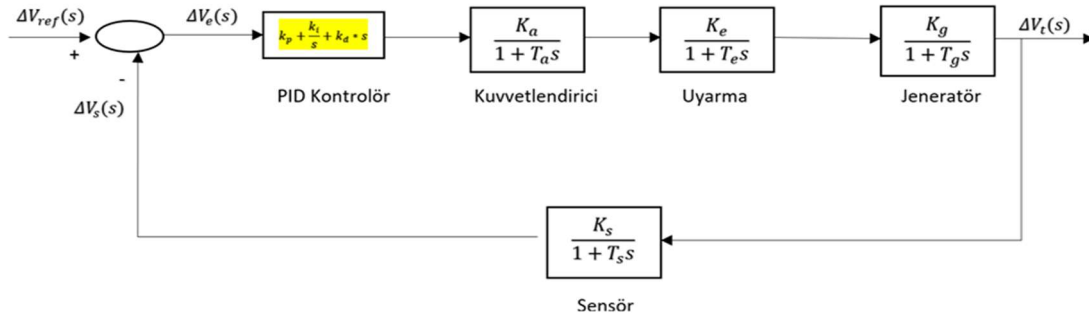 ΔV_ref(s)
+
-
ΔV_e(s)
k_p + k_i/s + k_d * s
PID Kontrolör
K_a
1 + T_a s
Kuvvetlendirici
K_e
1 + T_e s
Uyarma
K_g
1 + T_g s
Jeneratör
ΔV_t(s)
ΔV_s(s)
K_s
1 + T_s s
Sensör